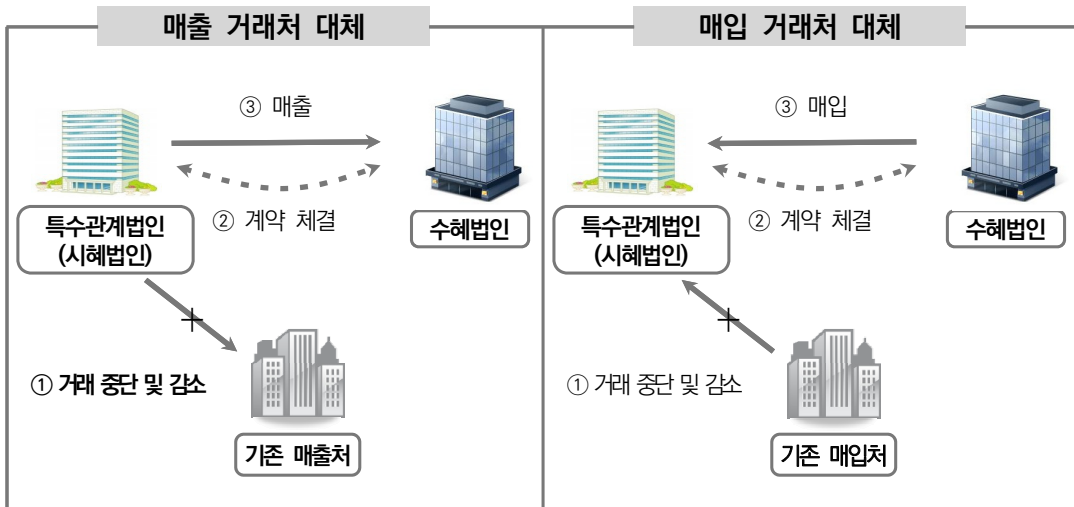 매출 거래처 대체
③ 매출
② 계약 체결
특수관계법인
(시혜법인)
수혜법인
① 거래 중단 및 감소
기존 매출처
매입 거래처 대체
③ 매입
② 계약 체결
특수관계법인
(시혜법인)
수혜법인
① 거래 중단 및 감소
기존 매입처